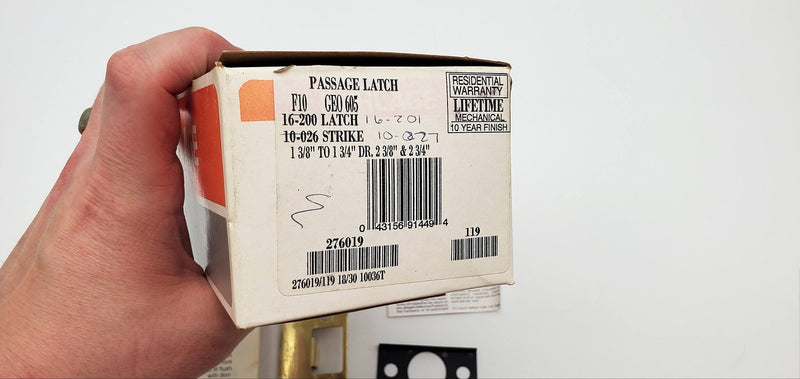 PASSAGE LATCH
F10 GEO 605
16-200 LATCH 16-201
10-026 STRIKE 10-027
1 3/8" TO 1 3/4" DR. 2 3/8" & 2 3/4"
RESIDENTIAL
WARRANTY
LIFETIME
MECHANICAL
10 YEAR FINISH
0 43156 91449 4
276019
119
276019/119 18/30 10036T